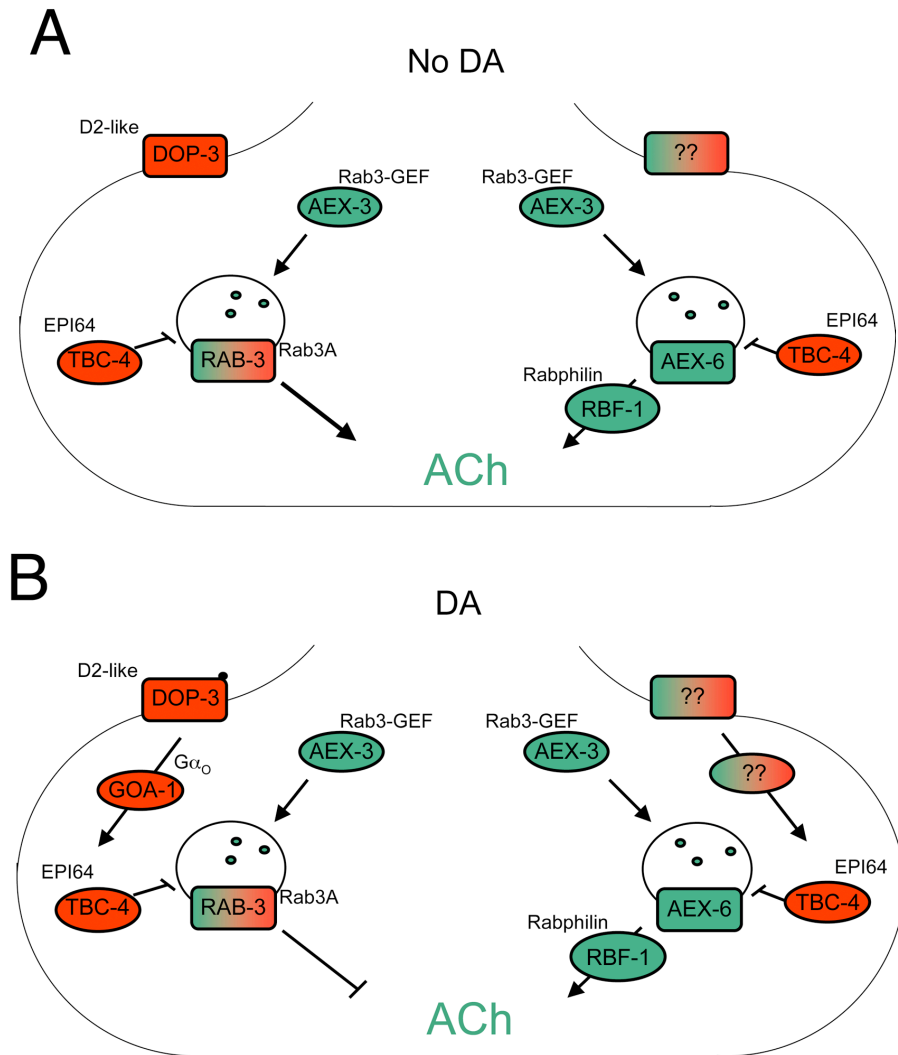 A
No DA
D2-like
DOP-3
??
Rab3-GEF
AEX-3
Rab3-GEF
AEX-3
EPI64
TBC-4
RAB-3
Rab3A
AEX-6
EPI64
TBC-4
Rabphilin
RBF-1
ACh
B
DA
D2-like
DOP-3
??
Rab3-GEF
AEX-3
Rab3-GEF
AEX-3
GαO
GOA-1
??
EPI64
TBC-4
RAB-3
Rab3A
AEX-6
EPI64
TBC-4
Rabphilin
RBF-1
ACh